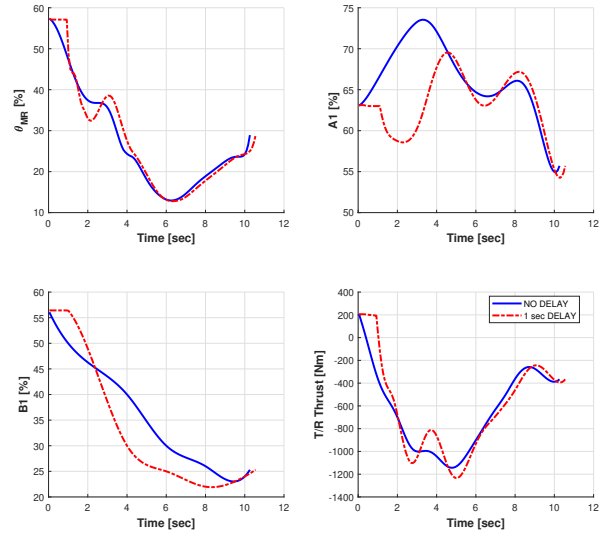 60
50
40
30
20
10
θMR [%]
0 2 4 6 8 10 12
Time [sec]
75
70
65
60
55
50
A1 [%]
0 2 4 6 8 10 12
Time [sec]
60
55
50
45
40
35
30
25
20
B1 [%]
0 2 4 6 8 10 12
Time [sec]
400
200
0
-200
-400
-600
-800
-1000
-1200
-1400
T/R Thrust [Nm]
NO DELAY
1 sec DELAY
0 2 4 6 8 10 12
Time [sec]